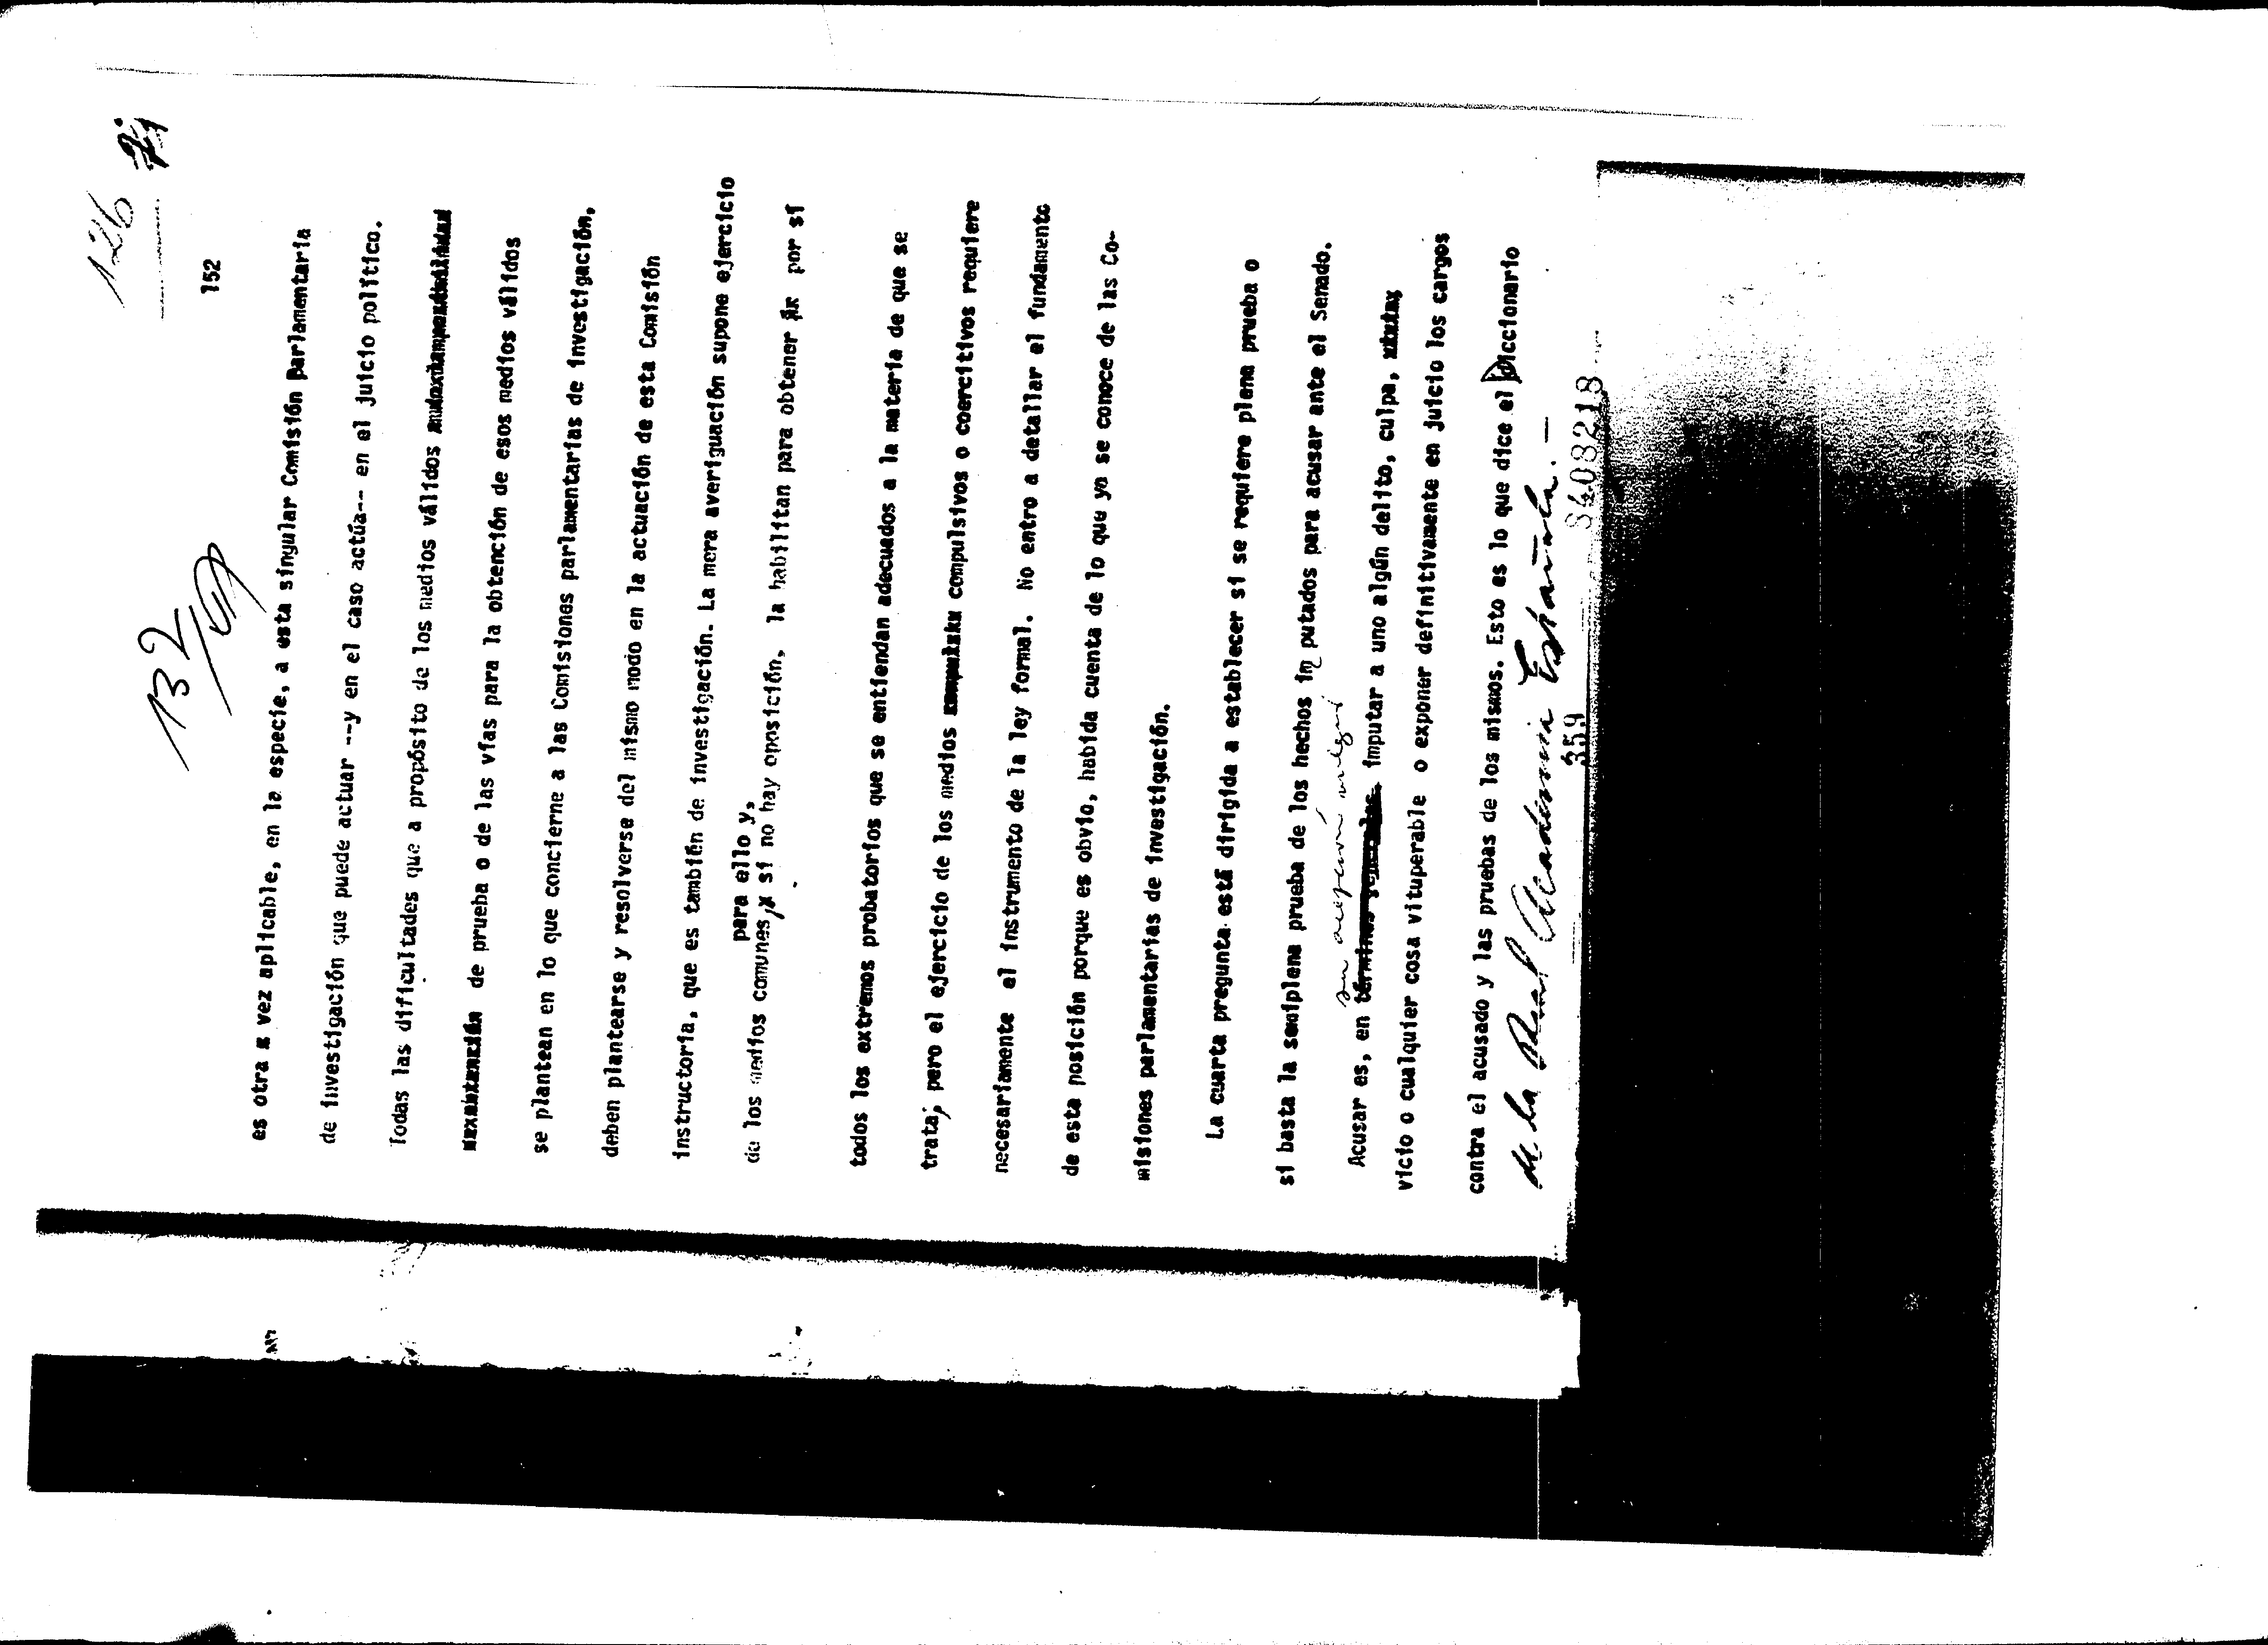 126
132
152
es otra vez aplicable, en la especie, a esta singular Comisión Parlamentaria
de investigación que puede actuar --y en el caso actúa-- en el juicio político.
Todas las dificultades que a propósito de los medios válidos
de prueba o de las vías para la obtención de esos medios válidos
se plantean en lo que concierne a las Comisiones parlamentarias de investigación,
deben plantearse y resolverse del mismo modo en la actuación de esta Comisión
instructoria, que es también de investigación. La mera averiguación supone ejercicio
para ello y,
de los medios comunes, si no hay oposición, la habilitan para obtener por sí
todos los extremos probatorios que se entiendan adecuados a la materia de que se
trata; pero el ejercicio de los medios compulsivos o coercitivos requiere
necesariamente el instrumento de la ley formal. No entro a detallar el fundamento
de esta posición porque es obvio, habida cuenta de lo que ya se conoce de las Co-
misiones parlamentarias de investigación.
La cuarta pregunta está dirigida a establecer si se requiere plena prueba o
si basta la semiplena prueba de los hechos im putados para acusar ante el Senado.
su acepción
Acusar es, en imputar a uno algún delito, culpa,
vicio o cualquier cosa vituperable o exponer definitivamente en juicio los cargos
contra el acusado y las pruebas de los mismos. Esto es lo que dice el Diccionario
de la Real Academia Española.—
359 8408218